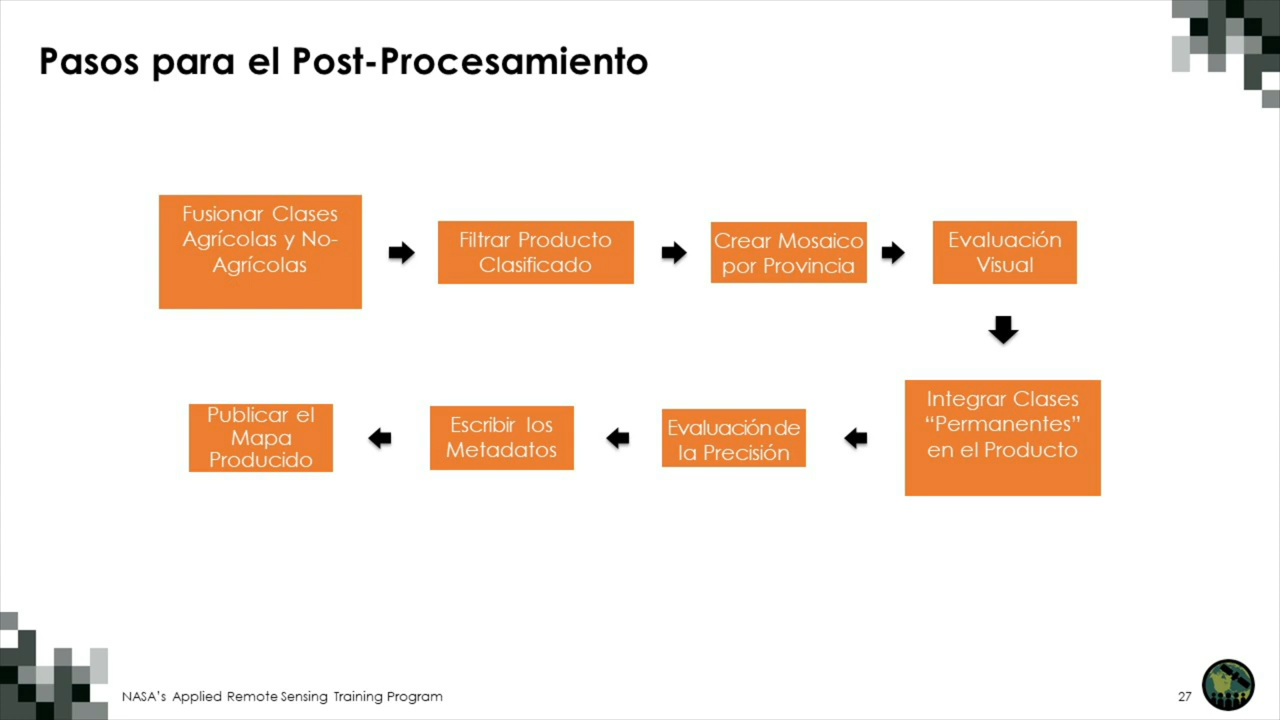 Pasos para el Post-Procesamiento
Fusionar Clases
Agrícolas y No-
Agrícolas
Filtrar Producto
Clasificado
Crear Mosaico
por Provincia
Evaluación
Visual
Integrar Clases
“Permanentes”
en el Producto
Evaluación de
la Precisión
Escribir los
Metadatos
Publicar el
Mapa
Producido
NASA’s Applied Remote Sensing Training Program
27